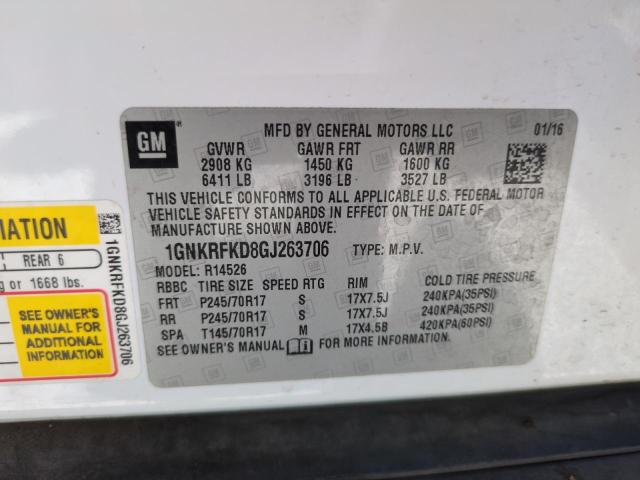 MFD BY GENERAL MOTORS LLC 01/16
GM
GVWR GAWR FRT GAWR RR
2908 KG 1450 KG 1600 KG
6411 LB 3196 LB 3527 LB
THIS VEHICLE CONFORMS TO ALL APPLICABLE U.S. FEDERAL MOTOR
VEHICLE SAFETY STANDARDS IN EFFECT ON THE DATE OF
MANUFACTURE SHOWN ABOVE.
1GNKRFKD8GJ263706 TYPE: M.P.V.
MODEL: R14526
RBBC TIRE SIZE SPEED RTG RIM COLD TIRE PRESSURE
FRT P245/70R17 S 17X7.5J 240KPA(35PSI)
RR P245/70R17 S 17X7.5J 240KPA(35PSI)
SPA T145/70R17 M 17X4.5B 420KPA(60PSI)
SEE OWNER'S MANUAL FOR MORE INFORMATION.
MATION
REAR 6
g or 1668 lbs.
SEE OWNER'S
MANUAL FOR
ADDITIONAL
INFORMATION
1GNKRFKD8GJ263706